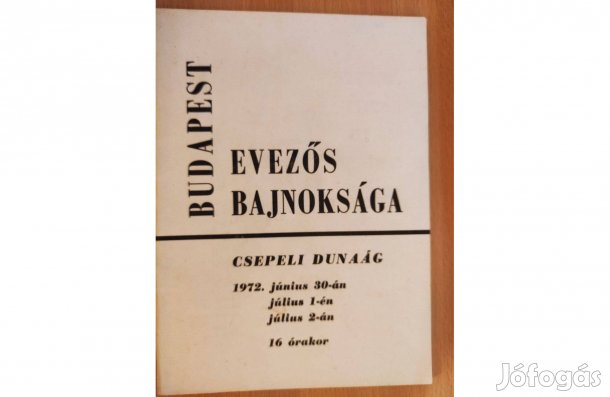 BUDAPEST
EVEZŐS
BAJNOKSÁGA
CSEPELI DUNAÁG
1972. június 30-án
július 1-én
július 2-án
16 órakor
Jófogás